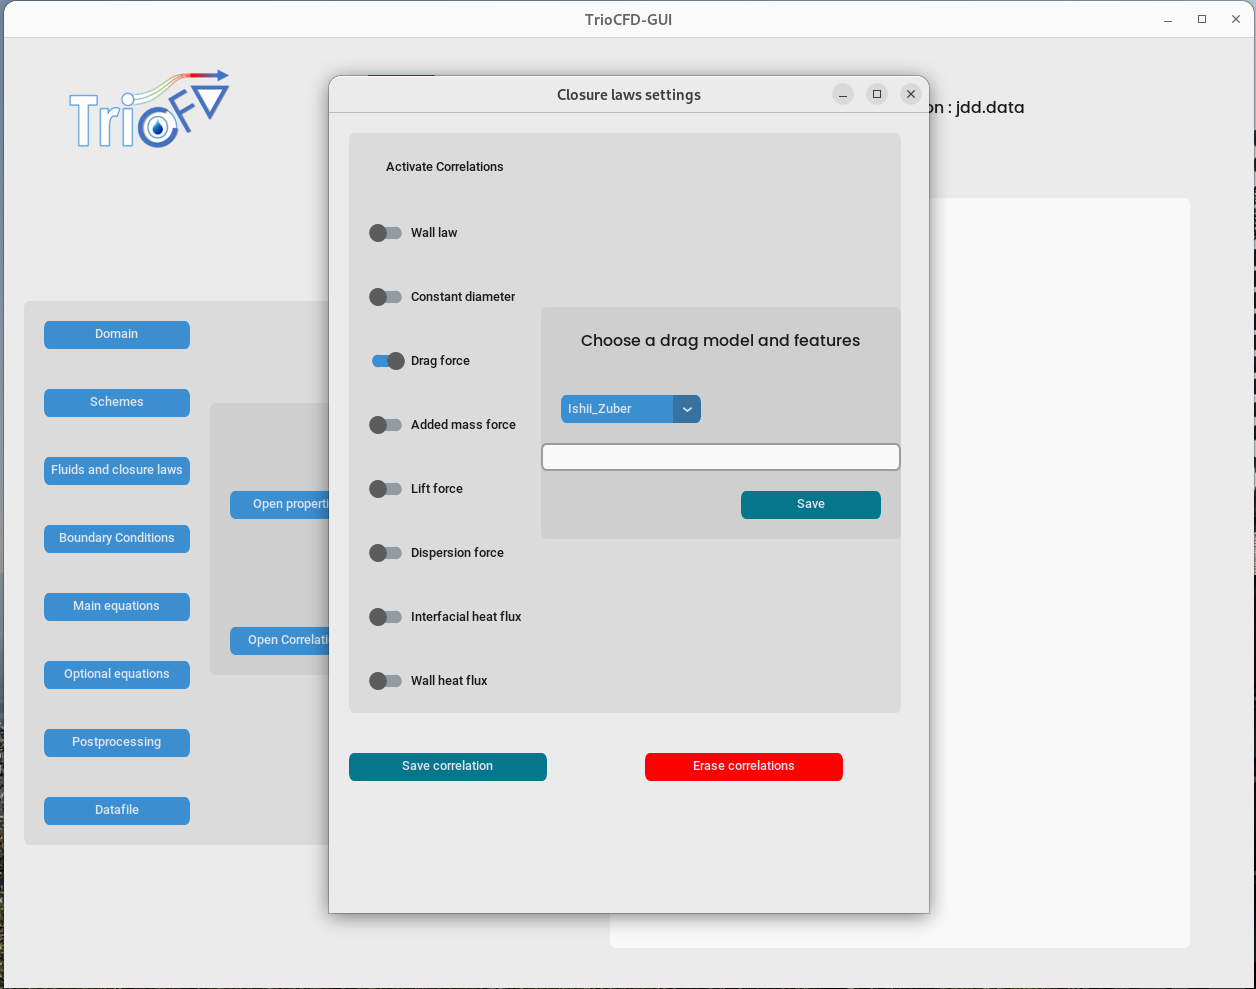 TrioCFD-GUI
TrioCFD
on : jdd.data
Domain
Schemes
Fluids and closure laws
Boundary Conditions
Main equations
Optional equations
Postprocessing
Datafile
Open properti
Open Correlati
Closure laws settings
Activate Correlations
Wall law
Constant diameter
Drag force
Added mass force
Lift force
Dispersion force
Interfacial heat flux
Wall heat flux
Choose a drag model and features
Ishii_Zuber
Save
Save correlation
Erase correlations